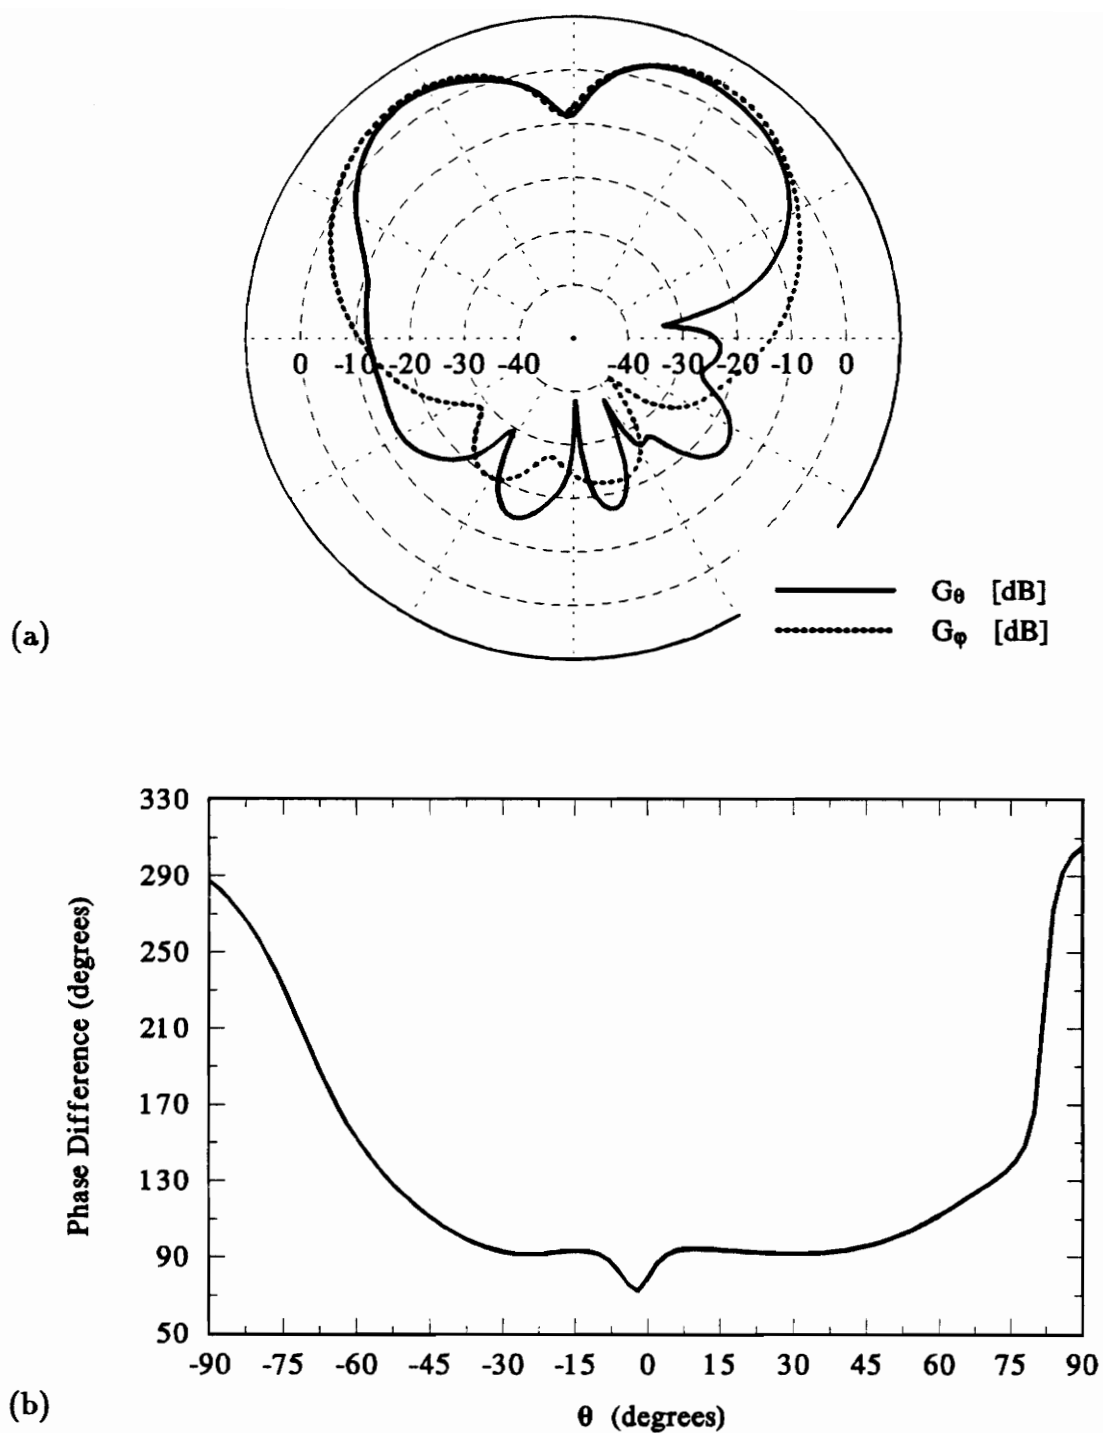 0 -10 -20 -30 -40 -40 -30 -20 -10 0
Gθ [dB]
Gφ [dB]
(a)
330
290
250
210
170
130
90
50
Phase Difference (degrees)
-90 -75 -60 -45 -30 -15 0 15 30 45 60 75 90
θ (degrees)
(b)